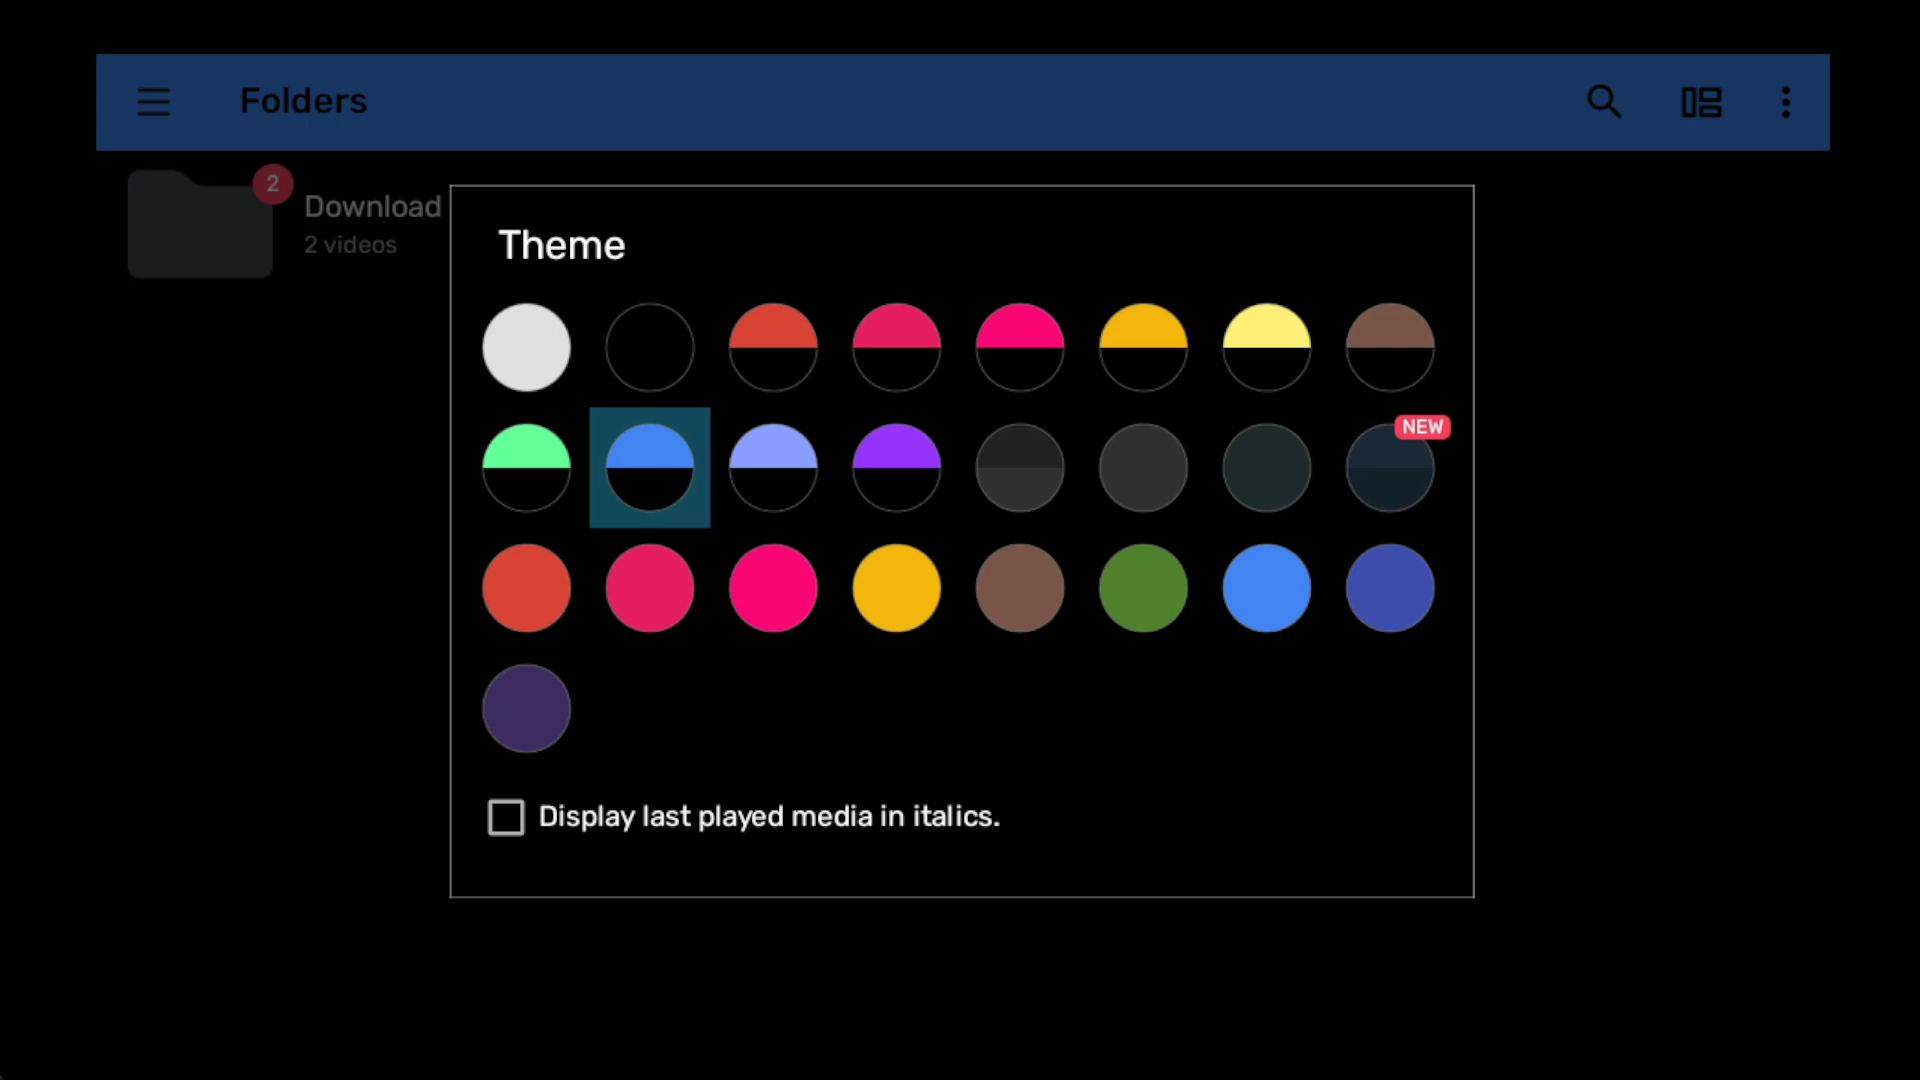 Folders
2
Download
2 videos
Theme
NEW
Display last played media in italics.